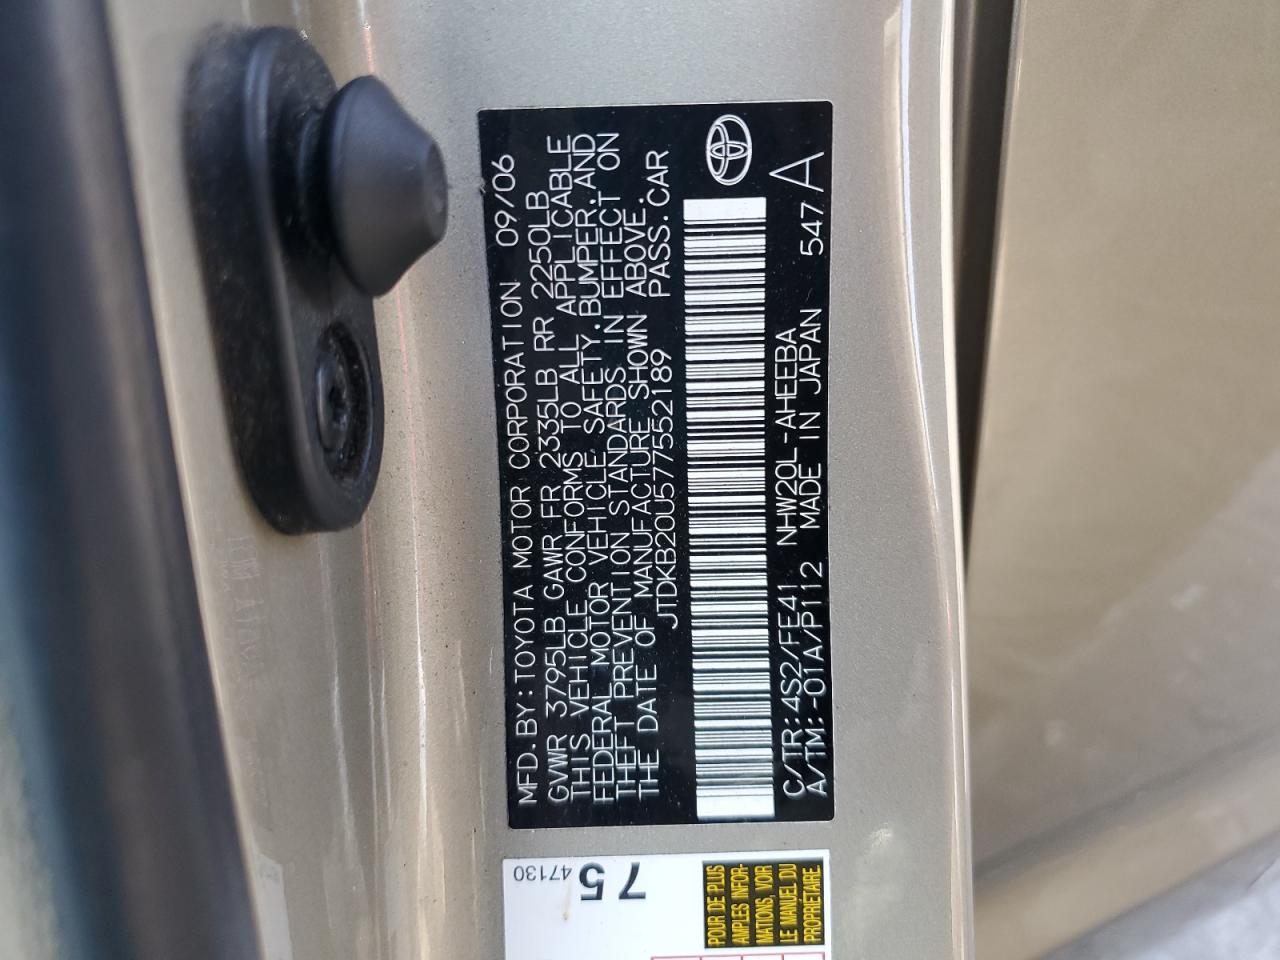 MFD.BY:TOYOTA MOTOR CORPORATION 09/06
GVWR 3795LB GAWR FR 2335LB RR 2250LB
THIS VEHICLE CONFORMS TO ALL APPLICABLE
FEDERAL MOTOR VEHICLE SAFETY,BUMPER,AND
THEFT PREVENTION STANDARDS IN EFFECT ON
THE DATE OF MANUFACTURE SHOWN ABOVE.
JTDKB20U577552189 PASS.CAR
C/TR:4S2/FE41 NHW20L-AHEEBA A
A/TM:-01A/P112 MADE IN JAPAN 547
47130
75
POUR DE PLUS
AMPLES INFOR-
MATIONS, VOIR
LE MANUEL DU
PROPRIÉTAIRE